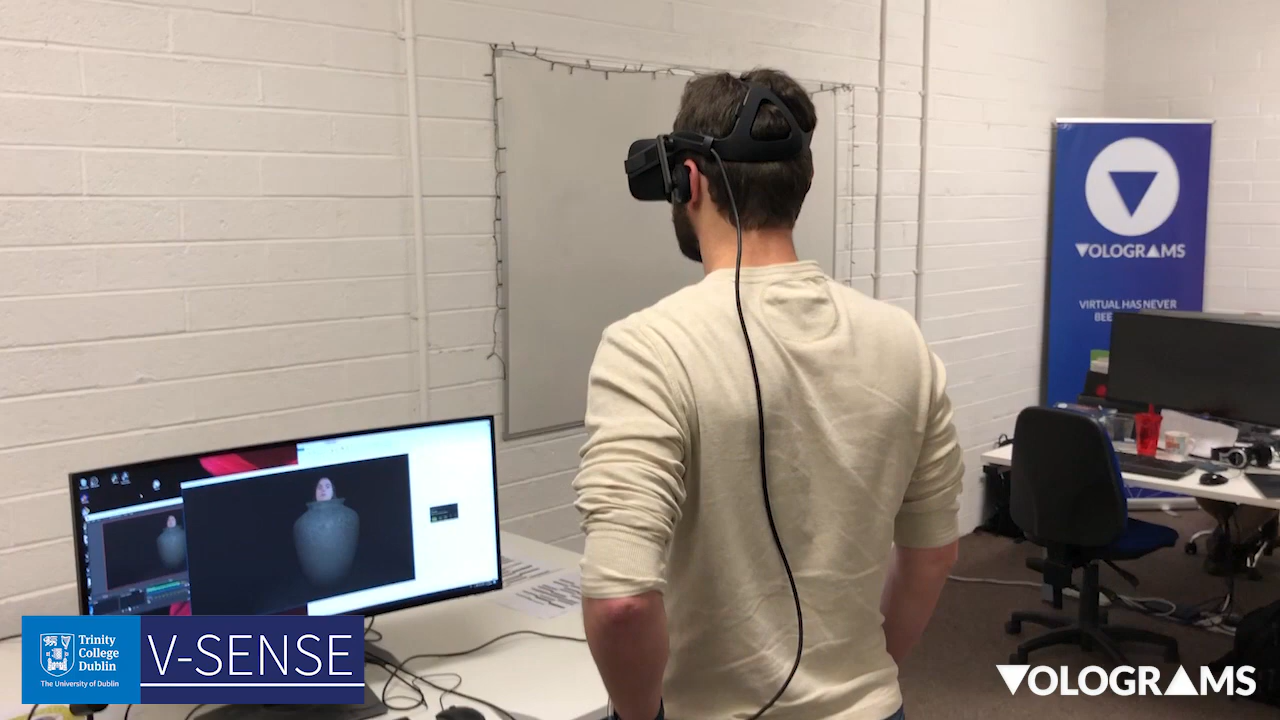 VOLOGRAMS
VIRTUAL HAS NEVER
Trinity
College
Dublin
The University of Dublin
V-SENSE
VOLOGRAMS